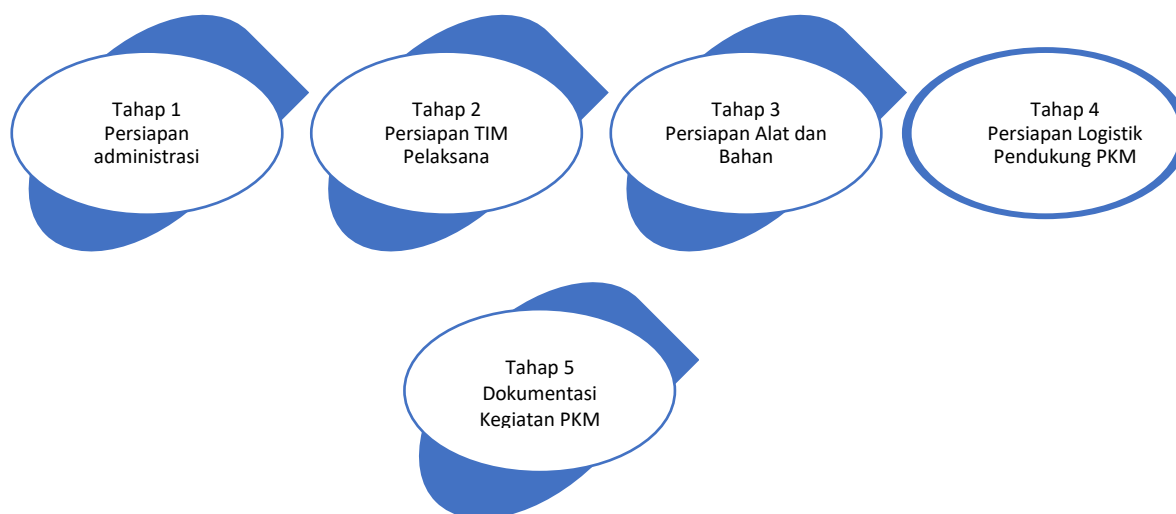 Tahap 1
Persiapan
administrasi
Tahap 2
Persiapan TIM
Pelaksana
Tahap 3
Persiapan Alat dan
Bahan
Tahap 4
Persiapan Logistik
Pendukung PKM
Tahap 5
Dokumentasi
Kegiatan PKM